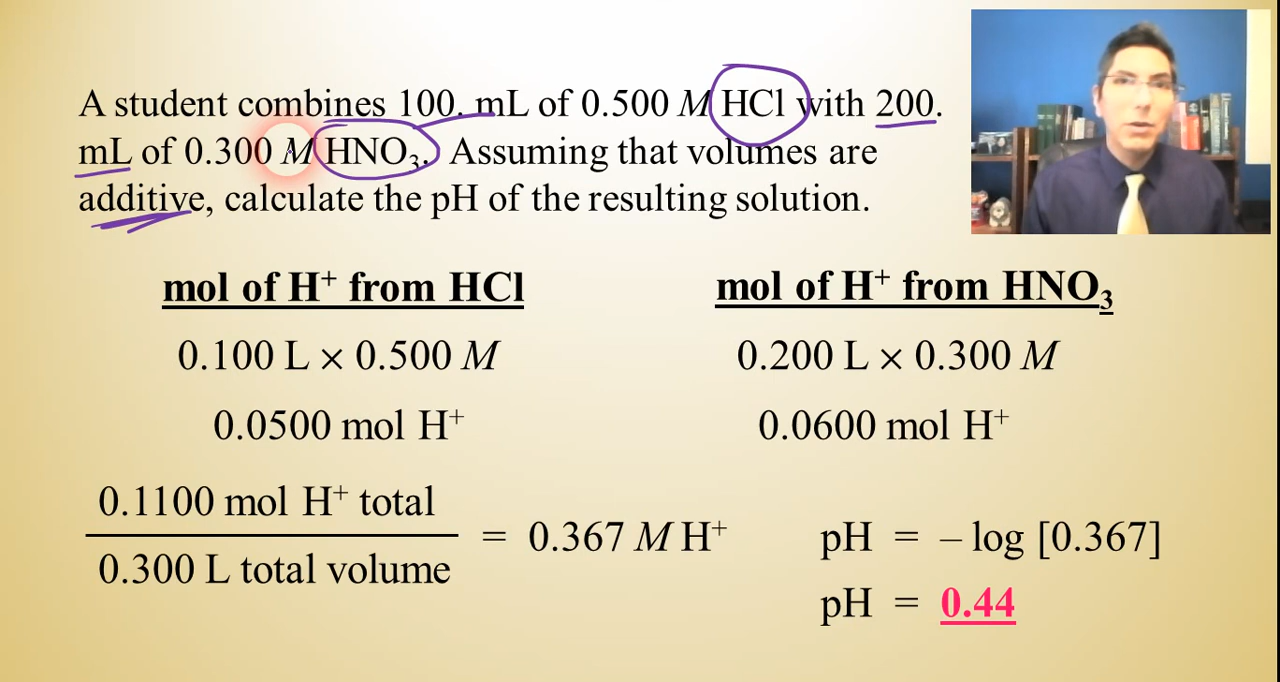 A student combines 100. mL of 0.500 M HCl with 200.
mL of 0.300 M HNO₃. Assuming that volumes are
additive, calculate the pH of the resulting solution.
mol of H⁺ from HCl
0.100 L × 0.500 M
0.0500 mol H⁺
mol of H⁺ from HNO₃
0.200 L × 0.300 M
0.0600 mol H⁺
0.1100 mol H⁺ total
0.300 L total volume
= 0.367 M H⁺
pH = – log [0.367]
pH = 0.44